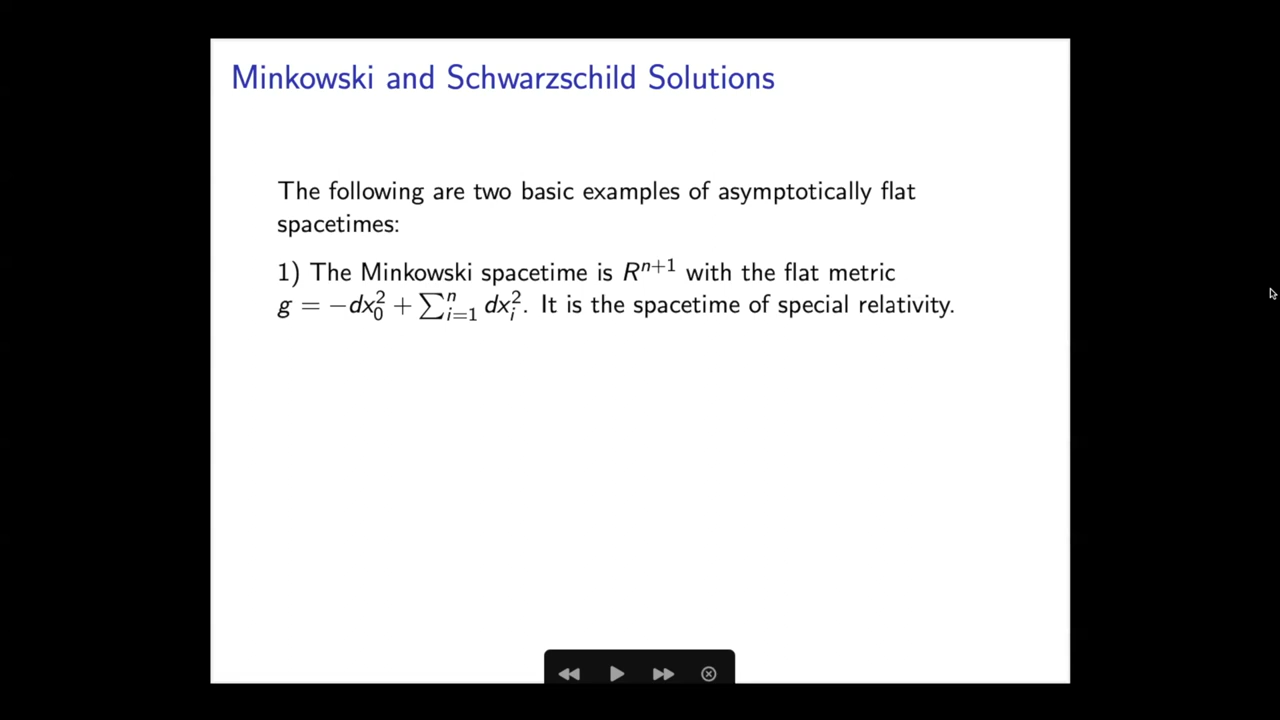 Minkowski and Schwarzschild Solutions
The following are two basic examples of asymptotically flat
spacetimes:
1) The Minkowski spacetime is $R^{n+1}$ with the flat metric
$g = -dx_0^2 + \sum_{i=1}^{n} dx_i^2$. It is the spacetime of special relativity.